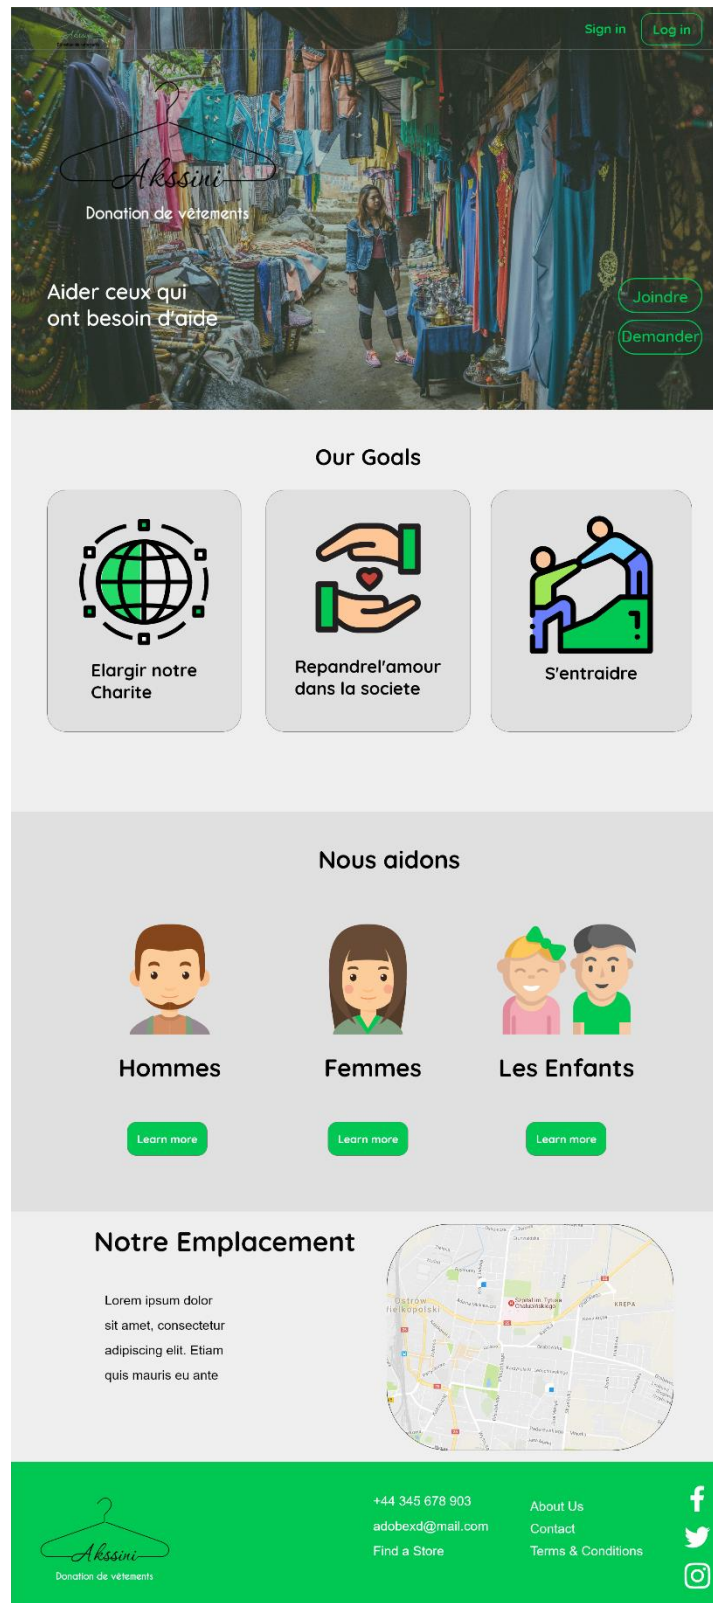 Sign in
Log in
Akssini
Donation de vêtements
Aider ceux qui
ont besoin d'aide
Joindre
Demander
Our Goals
Elargir notre
Charite
Repandrel'amour
dans la societe
S'entraidre
Nous aidons
Hommes
Femmes
Les Enfants
Learn more
Learn more
Learn more
Notre Emplacement
Lorem ipsum dolor
sit amet, consectetur
adipiscing elit. Etiam
quis mauris eu ante
KREPA
Akssini
Donation de vêtements
+44 345 678 903
adobexd@mail.com
Find a Store
About Us
Contact
Terms & Conditions